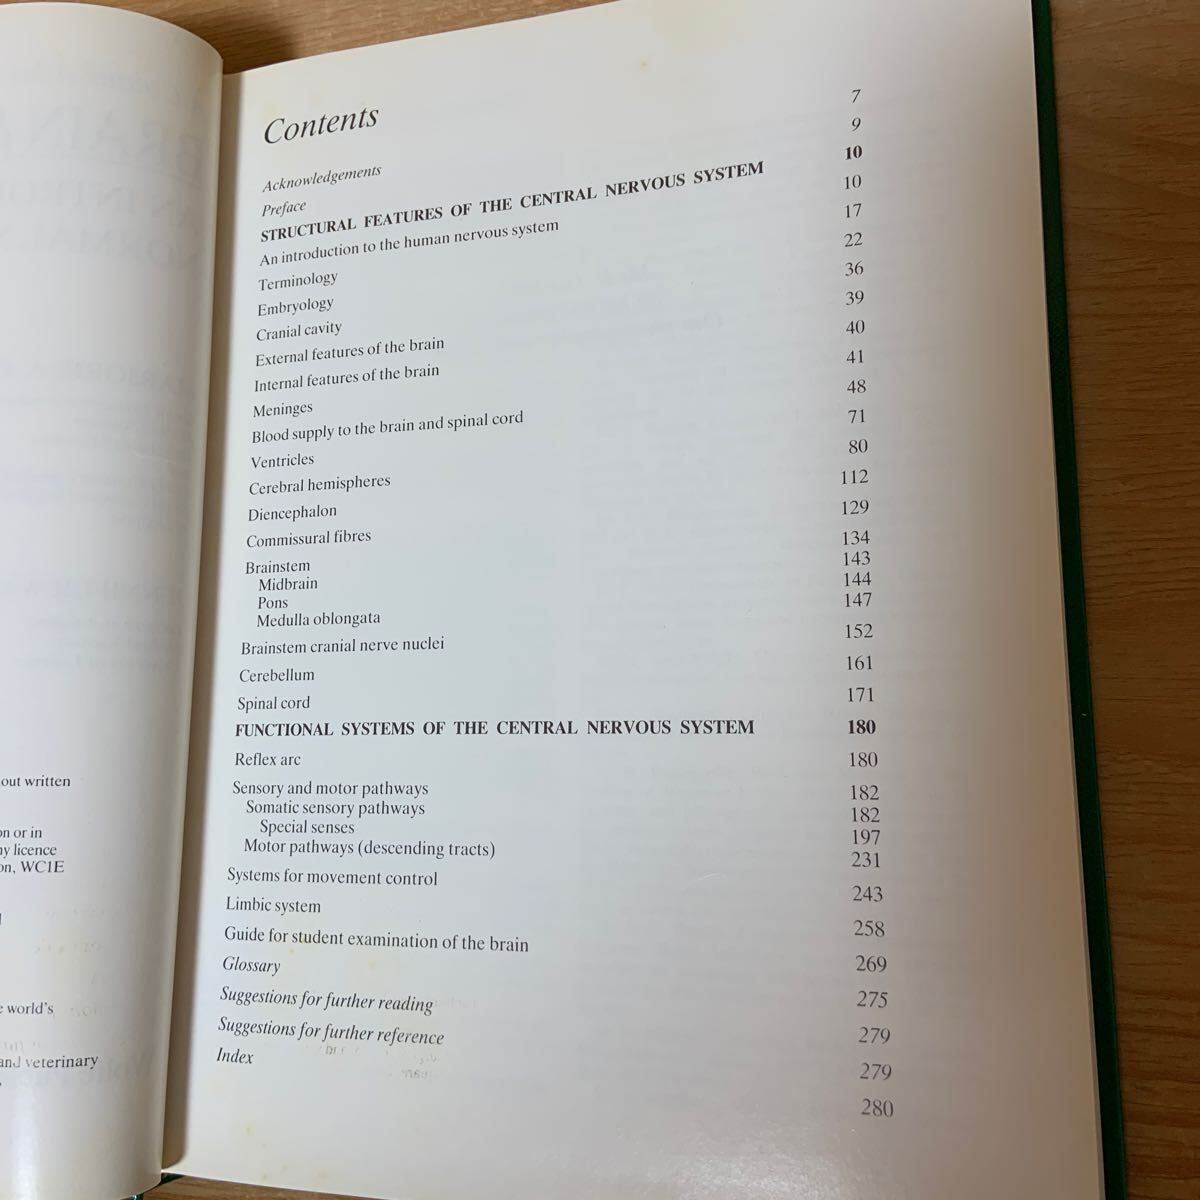 out written
on or in
ny licence
on, WC1E
e world's
and veterinary
Contents
Acknowledgements 7
Preface 9
STRUCTURAL FEATURES OF THE CENTRAL NERVOUS SYSTEM 10
An introduction to the human nervous system 10
Terminology 17
Embryology 22
Cranial cavity 36
External features of the brain 39
Internal features of the brain 40
Meninges 41
Blood supply to the brain and spinal cord 48
Ventricles 71
Cerebral hemispheres 80
Diencephalon 112
Commissural fibres 129
Brainstem 134
Midbrain 143
Pons 144
Medulla oblongata 147
Brainstem cranial nerve nuclei 152
Cerebellum 161
Spinal cord 171
FUNCTIONAL SYSTEMS OF THE CENTRAL NERVOUS SYSTEM 180
Reflex arc 180
Sensory and motor pathways 182
Somatic sensory pathways 182
Special senses 197
Motor pathways (descending tracts) 231
Systems for movement control 243
Limbic system 258
Guide for student examination of the brain 269
Glossary 275
Suggestions for further reading 279
Suggestions for further reference 279
Index 280